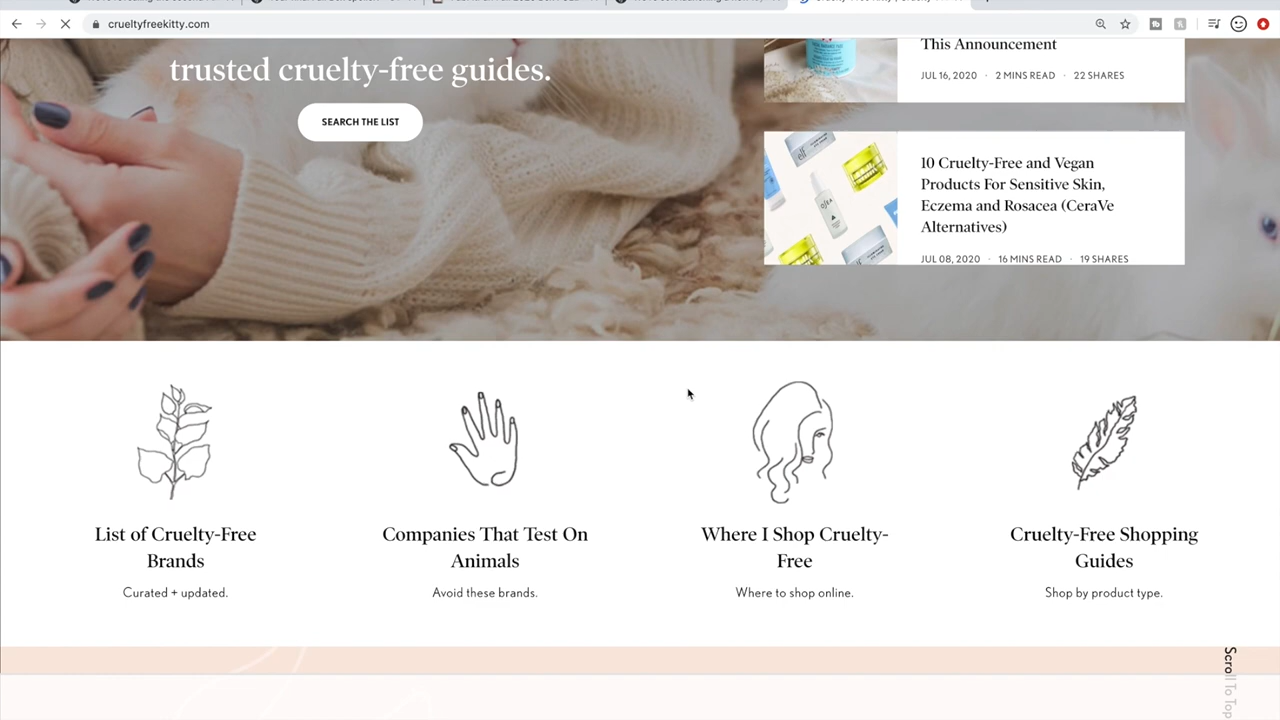 crueltyfreekitty.com
trusted cruelty-free guides.
SEARCH THE LIST
This Announcement
JUL 16, 2020 · 2 MINS READ · 22 SHARES
10 Cruelty-Free and Vegan
Products For Sensitive Skin,
Eczema and Rosacea (CeraVe
Alternatives)
JUL 08, 2020 · 16 MINS READ · 19 SHARES
elf
OSEA
List of Cruelty-Free
Brands
Curated + updated.
Companies That Test On
Animals
Avoid these brands.
Where I Shop Cruelty-
Free
Where to shop online.
Cruelty-Free Shopping
Guides
Shop by product type.
Scroll To Top